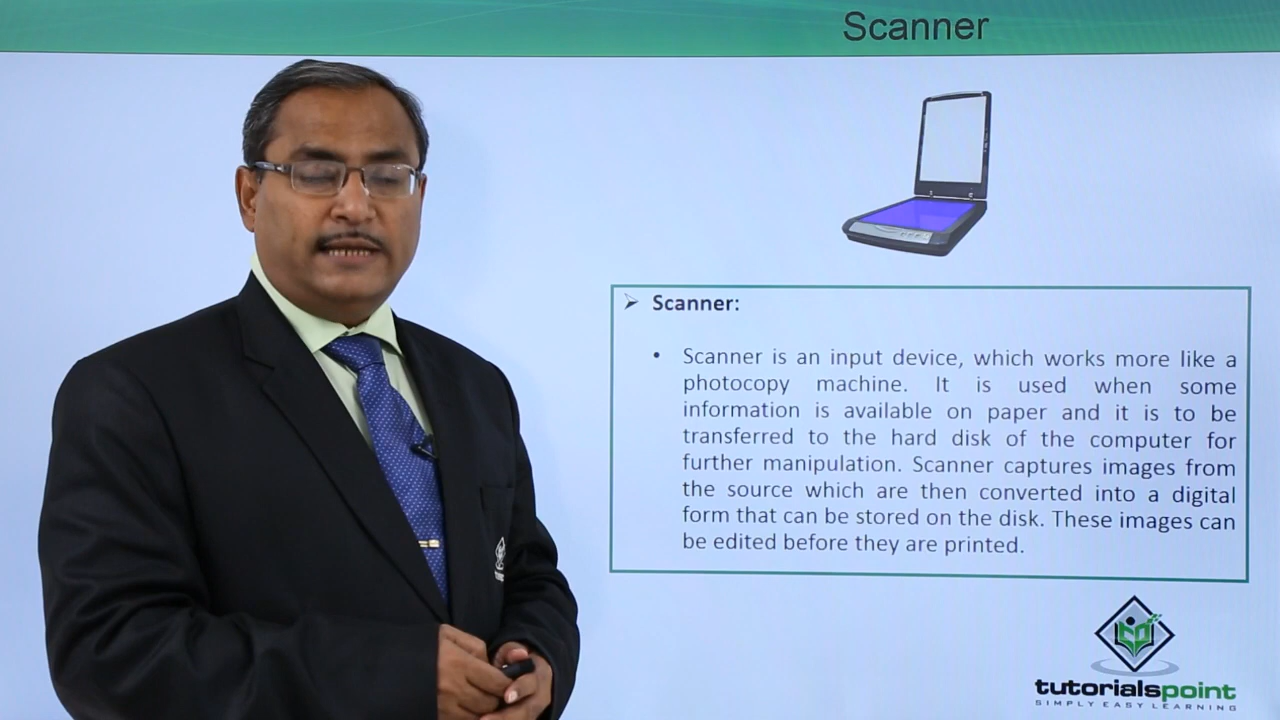 Scanner
➢ Scanner:
• Scanner is an input device, which works more like a
photocopy machine. It is used when some
information is available on paper and it is to be
transferred to the hard disk of the computer for
further manipulation. Scanner captures images from
the source which are then converted into a digital
form that can be stored on the disk. These images can
be edited before they are printed.
tutorialspoint
SIMPLY EASY LEARNING